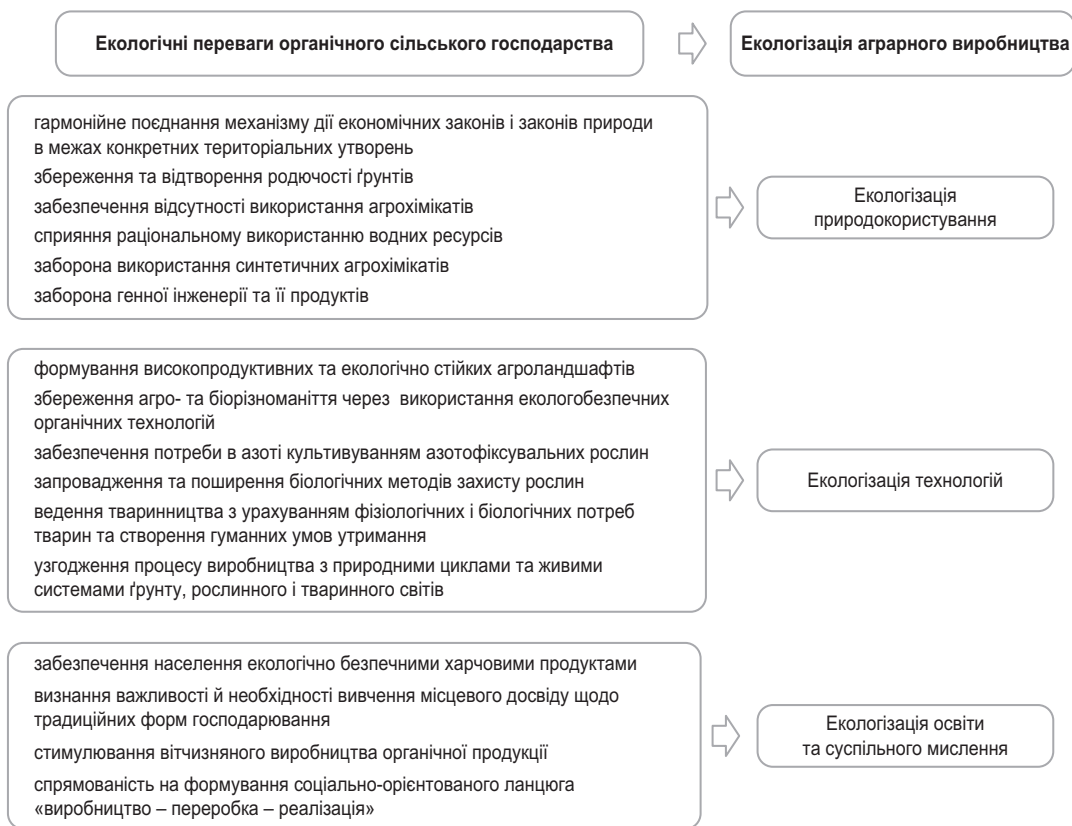 Екологічні переваги органічного сільського господарства
Екологізація аграрного виробництва
гармонійне поєднання механізму дії економічних законів і законів природи
в межах конкретних територіальних утворень
збереження та відтворення родючості ґрунтів
забезпечення відсутності використання агрохімікатів
сприяння раціональному використанню водних ресурсів
заборона використання синтетичних агрохімікатів
заборона генної інженерії та її продуктів
Екологізація
природокористування
формування високопродуктивних та екологічно стійких агроландшафтів
збереження агро- та біорізноманіття через використання екологобезпечних
органічних технологій
забезпечення потреби в азоті культивуванням азотофіксувальних рослин
запровадження та поширення біологічних методів захисту рослин
ведення тваринництва з урахуванням фізіологічних і біологічних потреб
тварин та створення гуманних умов утримання
узгодження процесу виробництва з природними циклами та живими
системами ґрунту, рослинного і тваринного світів
Екологізація технологій
забезпечення населення екологічно безпечними харчовими продуктами
визнання важливості й необхідності вивчення місцевого досвіду щодо
традиційних форм господарювання
стимулювання вітчизняного виробництва органічної продукції
спрямованість на формування соціально-орієнтованого ланцюга
«виробництво – переробка – реалізація»
Екологізація освіти
та суспільного мислення